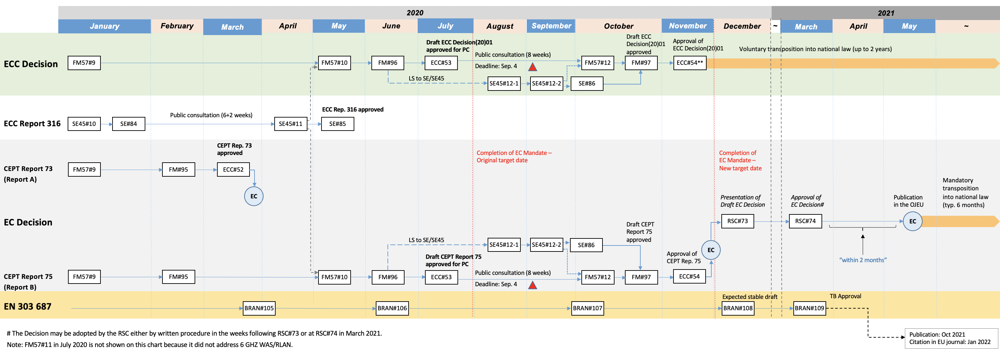 2020
2021
January
February
March
April
May
June
July
August
September
October
November
December
~
March
April
May
~
ECC Decision
FM57#9
FM57#10
FM#96
Draft ECC Decision(20)01
approved for PC
ECC#53
Public consultation (8 weeks)
Deadline: Sep. 4
FM57#12
Draft ECC
Decision(20)01
approved
FM#97
Approval of
ECC Decision(20)01
ECC#54**
Voluntary transposition into national law (up to 2 years)
LS to SE/SE45
SE45#12-1
SE45#12-2
SE#86
ECC Report 316
SE45#10
SE#84
Public consultation (6+2 weeks)
SE45#11
ECC Rep. 316 approved
SE#85
CEPT Report 73
(Report A)
FM57#9
FM#95
CEPT Rep. 73
approved
ECC#52
EC
Completion of EC Mandate –
Original target date
Completion of
EC Mandate –
New target date
EC Decision
Presentation of
Draft EC Decision
RSC#73
Approval of
EC Decision#
RSC#74
"within 2 months"
Publication
in the OJEU
EC
Mandatory
transposition
into national law
(typ. 6 months)
LS to SE/SE45
SE45#12-1
SE45#12-2
SE#86
Draft CEPT
Report 75
approved
EC
CEPT Report 75
(Report B)
FM57#9
FM#95
FM57#10
FM#96
Draft CEPT Report 75
approved for PC
ECC#53
Public consultation (8 weeks)
Deadline: Sep. 4
FM57#12
FM#97
Approval of
CEPT Rep. 75
ECC#54
EN 303 687
BRAN#105
BRAN#106
BRAN#107
Expected stable draft
BRAN#108
BRAN#109
TB Approval
Publication: Oct 2021
Citation in EU journal: Jan 2022
# The Decision may be adopted by the RSC either by written procedure in the weeks following RSC#73 or at RSC#74 in March 2021.
Note: FM57#11 in July 2020 is not shown on this chart because it did not address 6 GHZ WAS/RLAN.